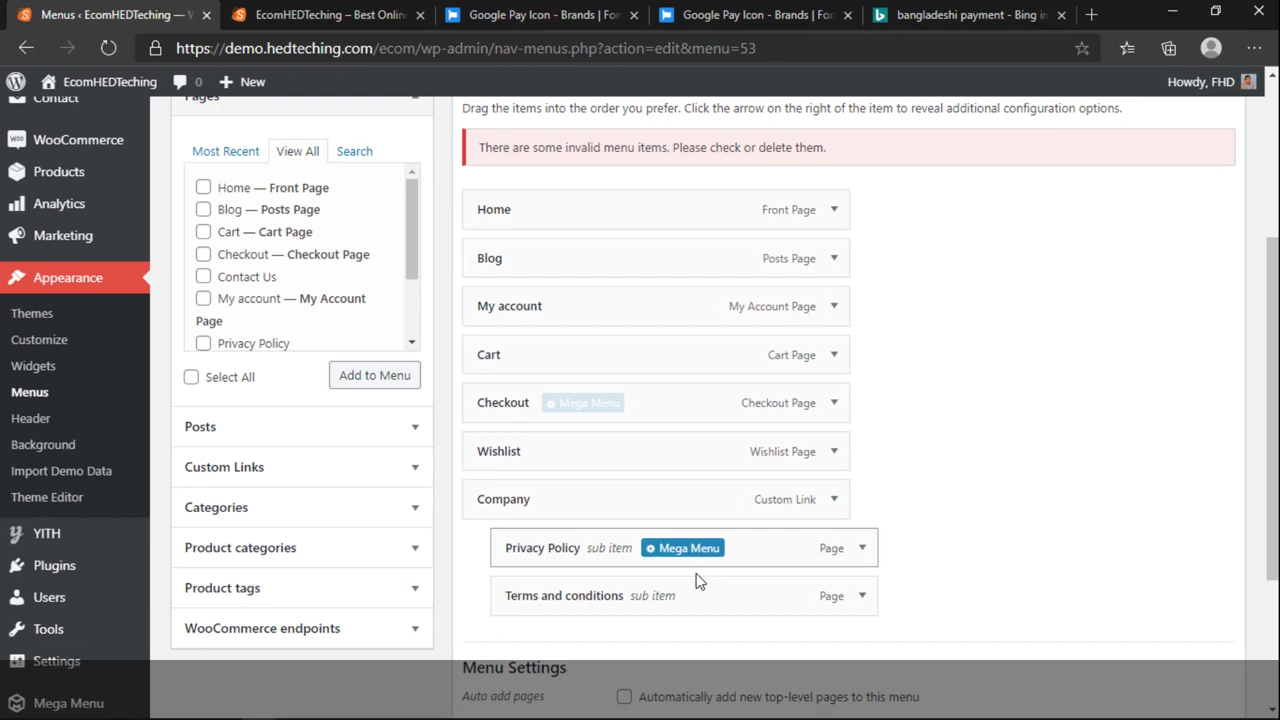 Menus ‹ EcomHEDTeching — W
EcomHEDTeching – Best Online
Google Pay Icon - Brands | Fon
Google Pay Icon - Brands | Fon
bangladeshi payment - Bing im
https://demo.hedteching.com/ecom/wp-admin/nav-menus.php?action=edit&menu=53
EcomHEDTeching
0
New
Howdy, FHD
Contact
WooCommerce
Products
Analytics
Marketing
Appearance
Themes
Customize
Widgets
Menus
Header
Background
Import Demo Data
Theme Editor
YITH
Plugins
Users
Tools
Settings
Mega Menu
Pages
Most Recent
View All
Search
Home — Front Page
Blog — Posts Page
Cart — Cart Page
Checkout — Checkout Page
Contact Us
My account — My Account
Page
Privacy Policy
Select All
Add to Menu
Posts
Custom Links
Categories
Product categories
Product tags
WooCommerce endpoints
Drag the items into the order you prefer. Click the arrow on the right of the item to reveal additional configuration options.
There are some invalid menu items. Please check or delete them.
Home Front Page
Blog Posts Page
My account My Account Page
Cart Cart Page
Checkout Mega Menu Checkout Page
Wishlist Wishlist Page
Company Custom Link
Privacy Policy sub item Mega Menu Page
Terms and conditions sub item Page
Menu Settings
Auto add pages
Automatically add new top-level pages to this menu